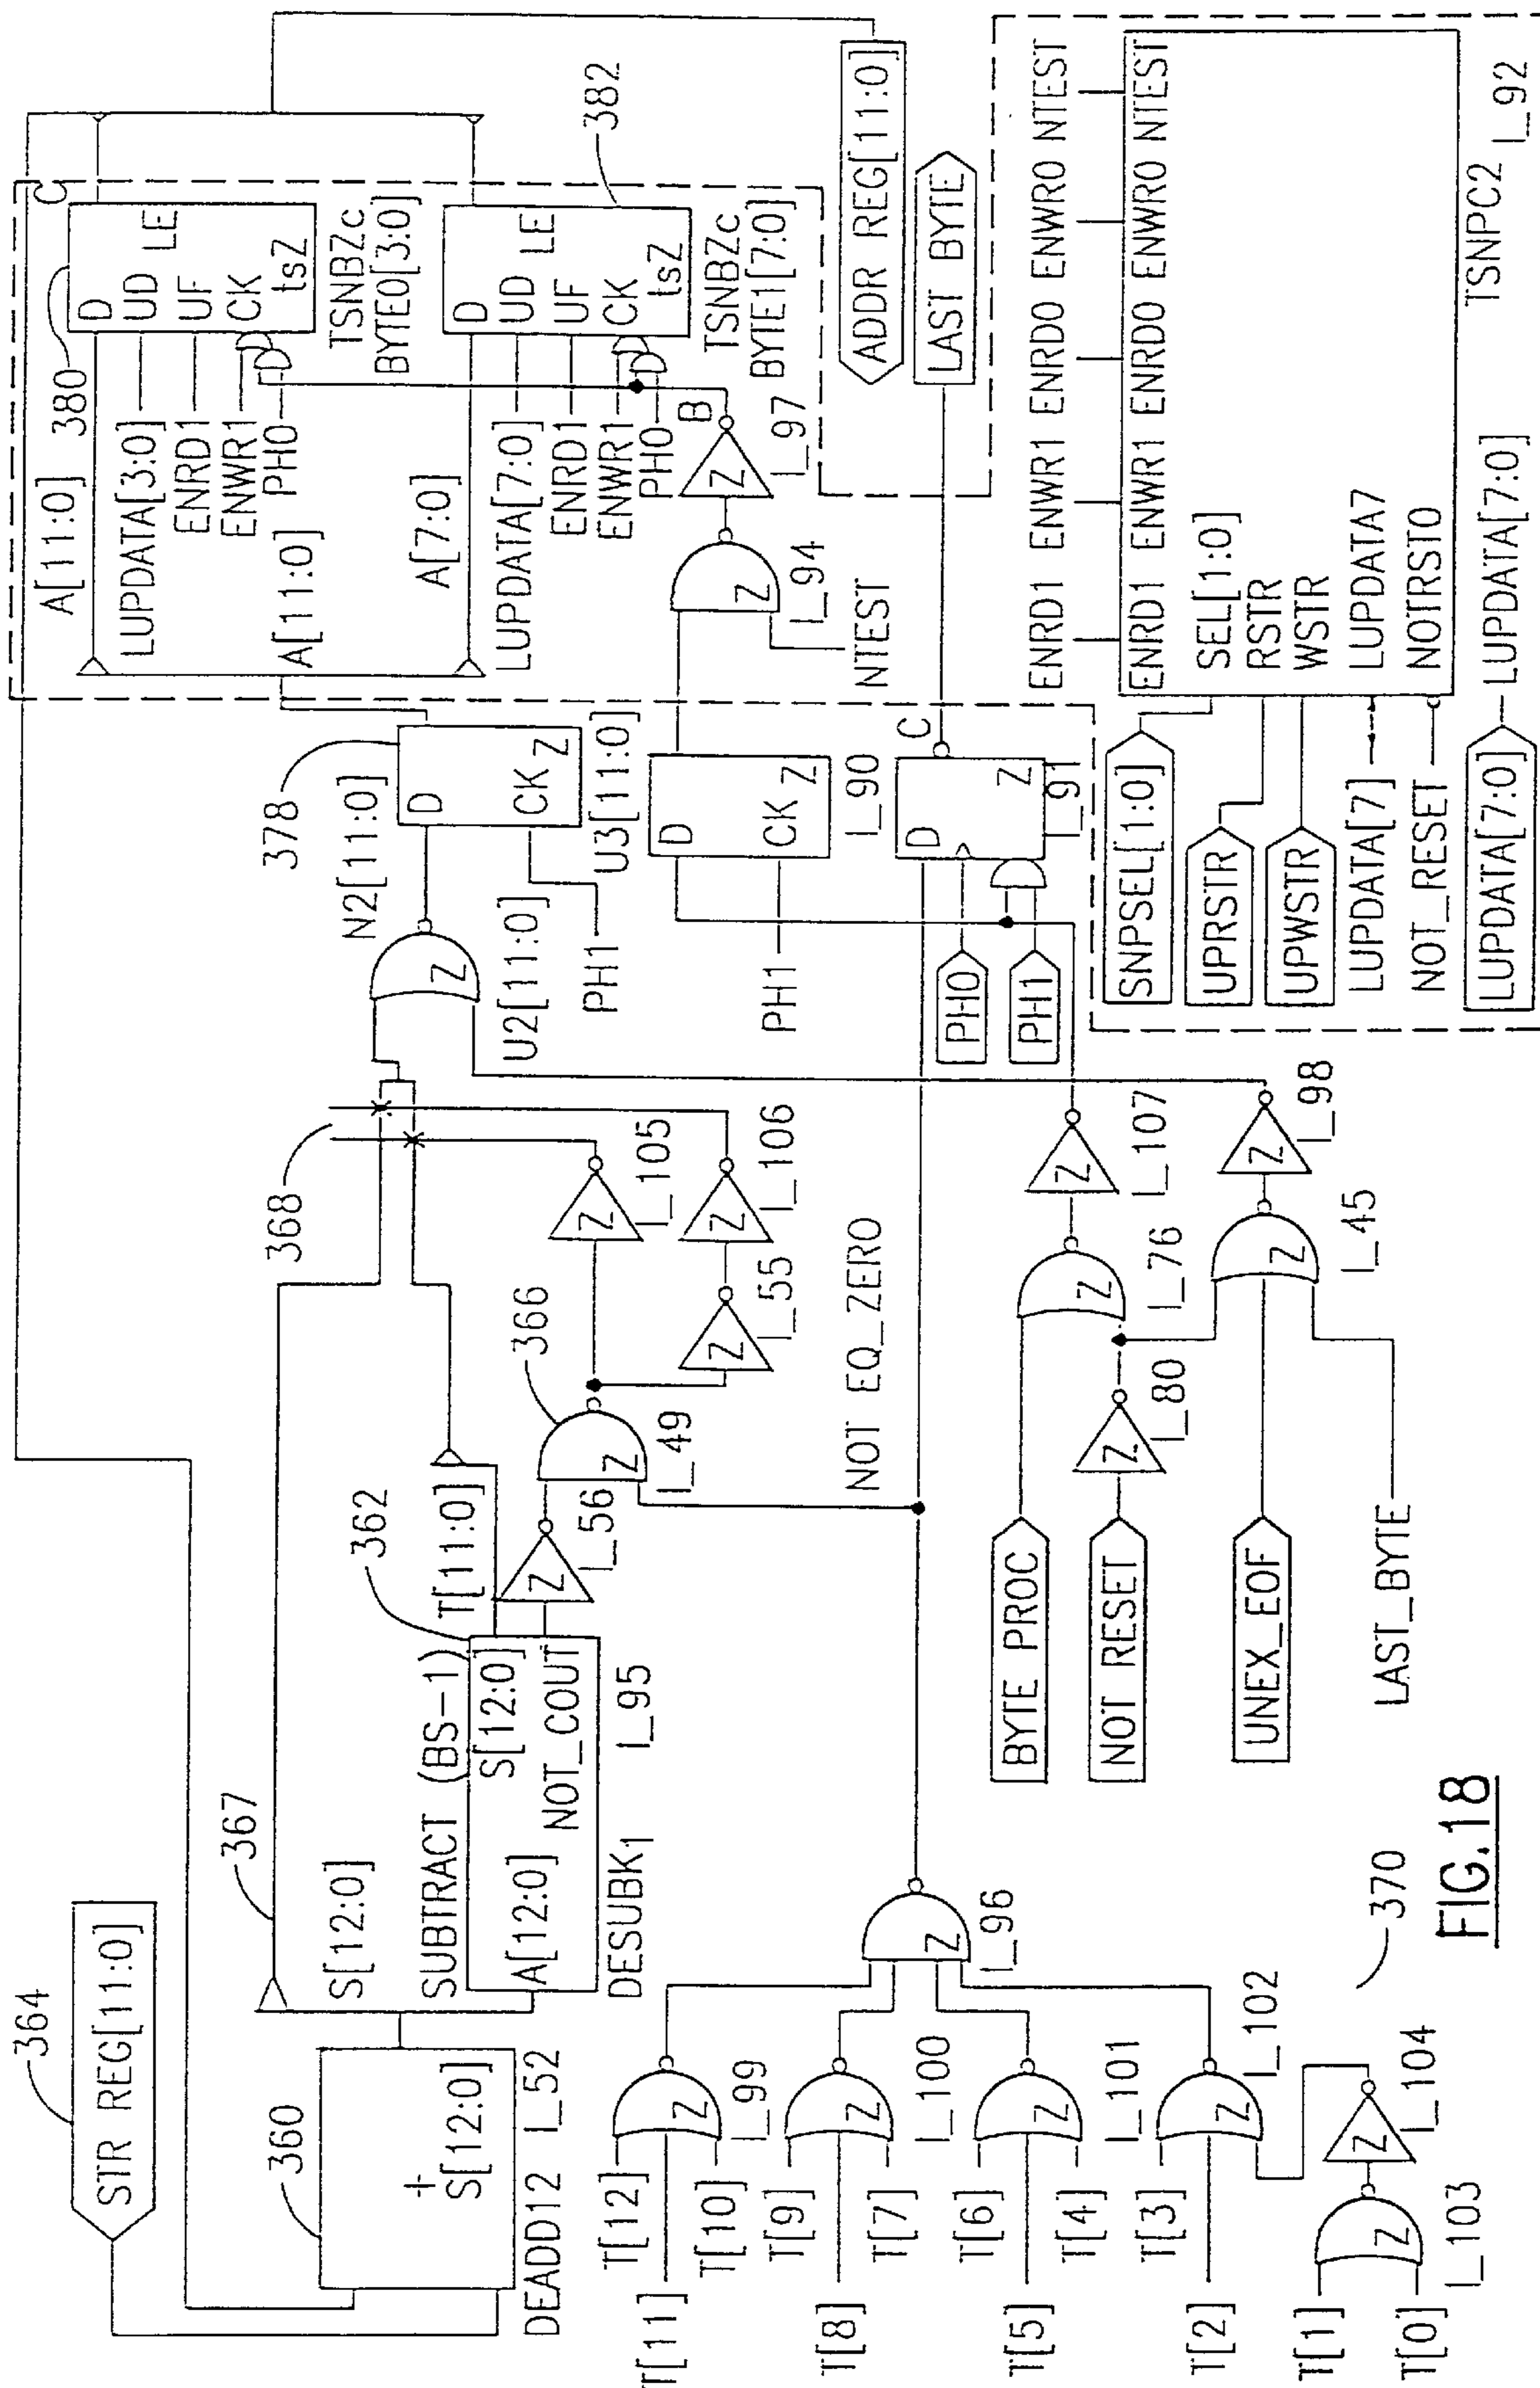 364
STR REG[11:0]
360
+
S[12:0]
DEADD12 I_52
367
S[12:0]
SUBTRACT (BS-1)
362
T[11:0]
A[12:0]
S[12:0]
NOT_COUT
DESUBK1
I_95
Z
I_56
366
Z
I_49
368
Z
I_105
Z
I_55
Z
I_106
NOT EQ_ZERO
T[12]
T[11]
T[10]
Z
I_99
T[9]
T[8]
T[7]
Z
I_100
T[6]
T[5]
T[4]
Z
I_101
T[3]
T[2]
Z
I_102
T[1]
T[0]
Z
I_103
Z
I_104
Z
I_96
370
FIG.18
BYTE PROC
NOT RESET
UNEX_EOF
LAST_BYTE
Z
I_80
Z
I_76
Z
I_107
Z
I_45
Z
I_98
N2[11:0]
Z
U2[11:0]
378
D
CK
Z
PH1
U3[11:0]
D
CK
Z
PH1
I_90
D
Z
C
I_91
PH0
PH1
A[11:0]
A[11:0]
380
D
UD
LE
UF
CK
tsZ
C
LUPDATA[3:0]
ENRD1
ENWR1
PH0
TSNBZc
BYTE0[3:0]
A[7:0]
D
UD
LE
UF
CK
tsZ
382
LUPDATA[7:0]
ENRD1
ENWR1
PH0
TSNBZc
BYTE1[7:0]
B
Z
I_97
Z
I_94
NTEST
ADDR REG[11:0]
LAST BYTE
ENRD1 ENWR1 ENRD0 ENWR0 NTEST
ENRD1 ENWR1 ENRD0 ENWR0 NTEST
SEL[1:0]
RSTR
WSTR
LUPDATA7
NOTRST0
TSNPC2
I_92
SNPSEL[1:0]
UPRSTR
UPWSTR
LUPDATA[7]
NOT_RESET
LUPDATA[7:0]
LUPDATA[7:0]